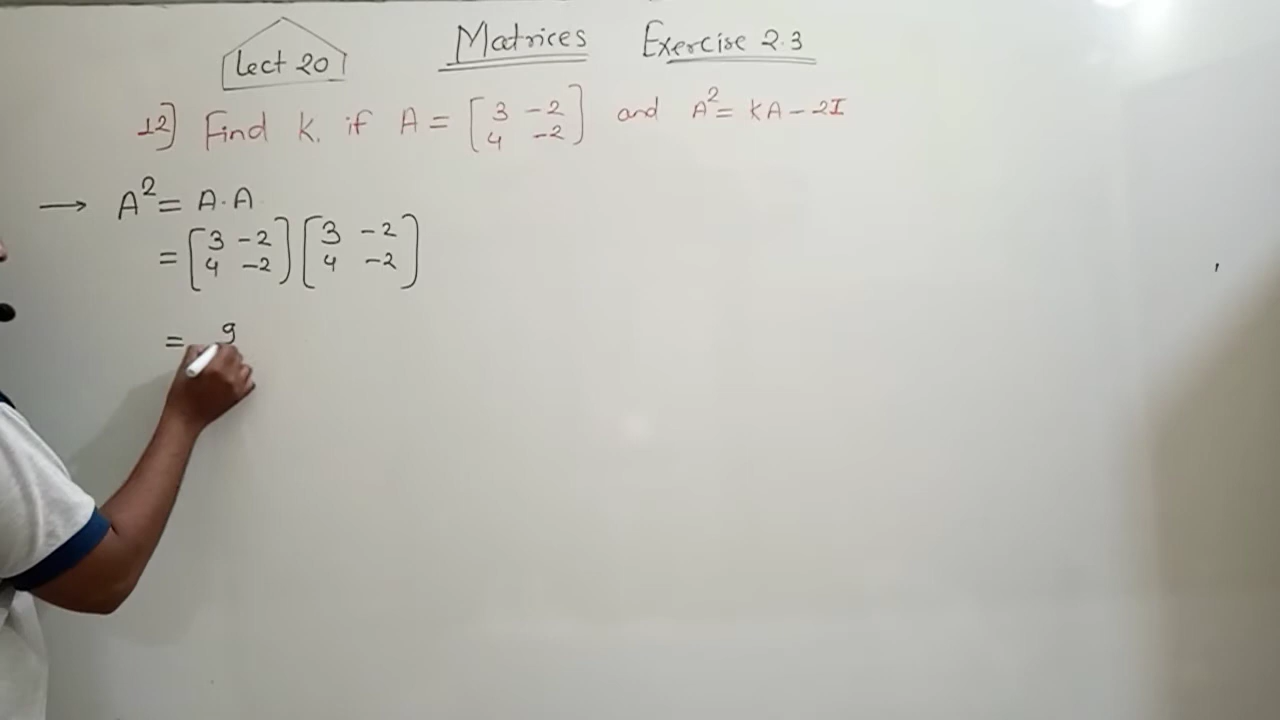 Lect 20 Matrices Exercise 2.3
12] Find K, if A = [3 -2
4 -2] and A² = KA - 2I
→ A² = A.A
= [3 -2
4 -2] [3 -2
4 -2]
= 9